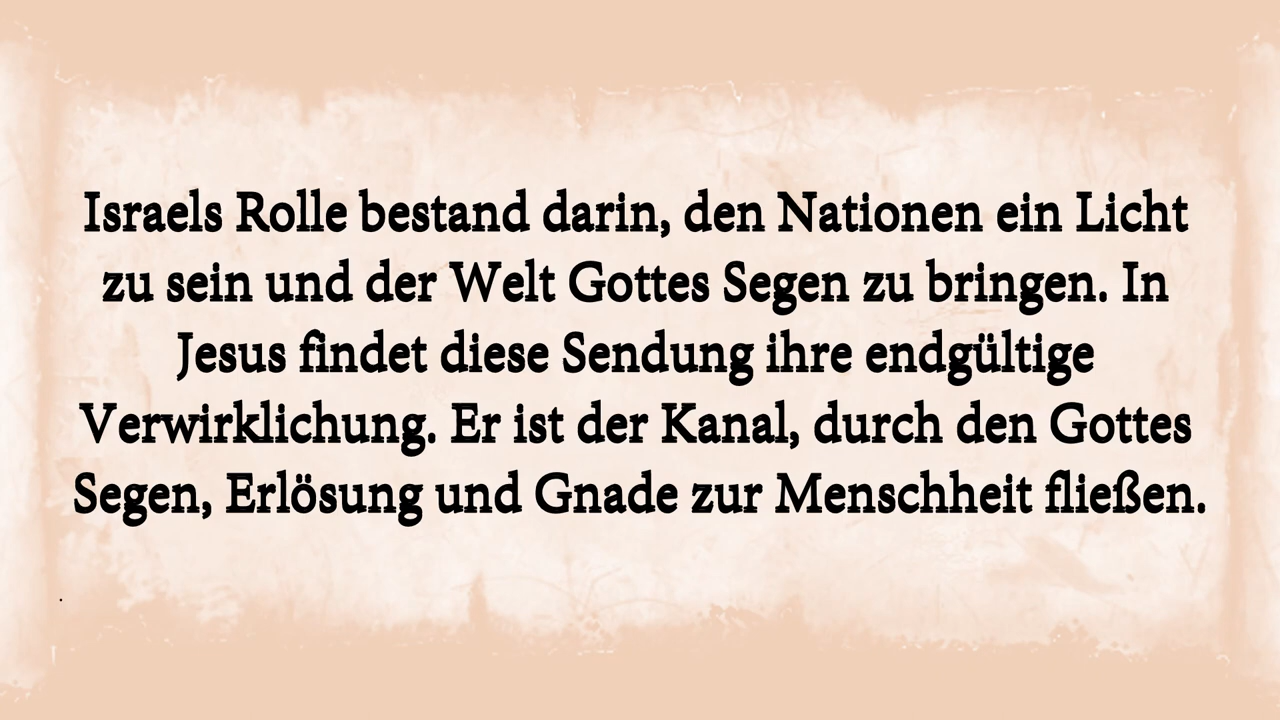 Israels Rolle bestand darin, den Nationen ein Licht
zu sein und der Welt Gottes Segen zu bringen. In
Jesus findet diese Sendung ihre endgültige
Verwirklichung. Er ist der Kanal, durch den Gottes
Segen, Erlösung und Gnade zur Menschheit fließen.
.